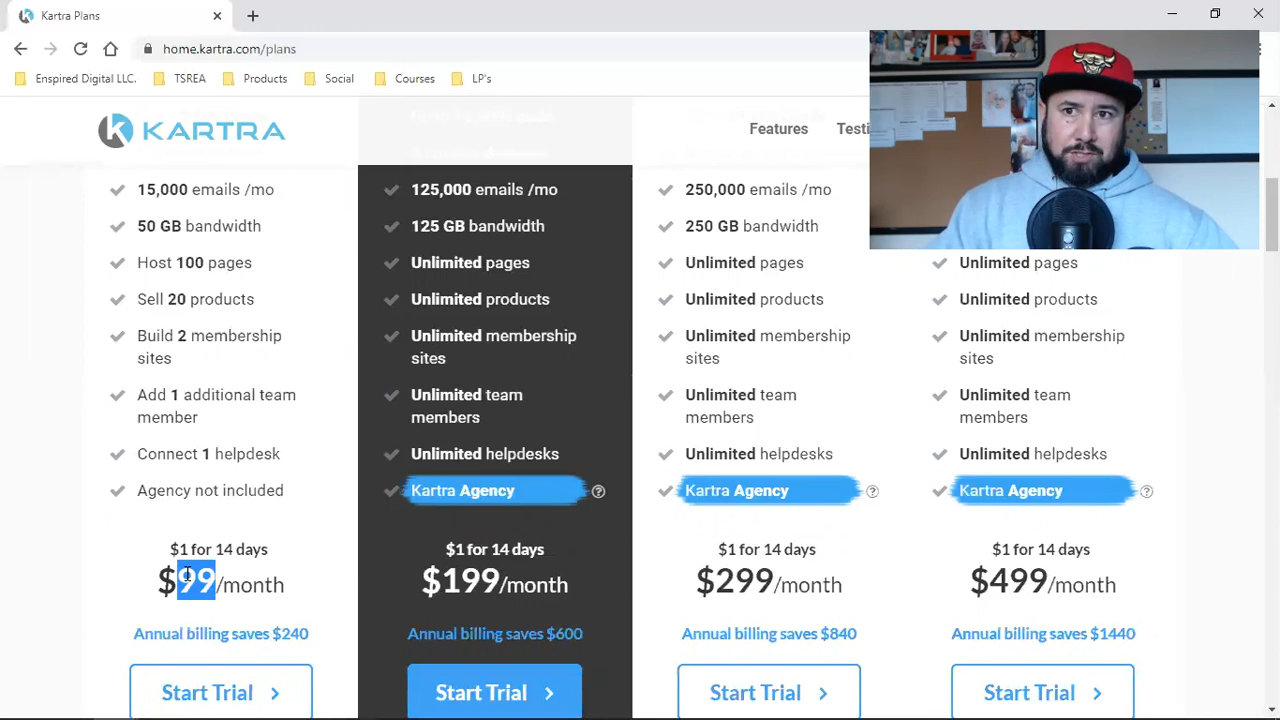 Kartra Plans
home.kartra.com/plans
Enspired Digital LLC. TSREA Products Social Courses LP's
KARTRA
Features
15,000 emails /mo
50 GB bandwidth
Host 100 pages
Sell 20 products
Build 2 membership
sites
Add 1 additional team
member
Connect 1 helpdesk
Agency not included
$1 for 14 days
$99/month
Annual billing saves $240
Start Trial
125,000 emails /mo
125 GB bandwidth
Unlimited pages
Unlimited products
Unlimited membership
sites
Unlimited team
members
Unlimited helpdesks
Kartra Agency ?
$1 for 14 days
$199/month
Annual billing saves $600
Start Trial
250,000 emails /mo
250 GB bandwidth
Unlimited pages
Unlimited products
Unlimited membership
sites
Unlimited team
members
Unlimited helpdesks
Kartra Agency ?
$1 for 14 days
$299/month
Annual billing saves $840
Start Trial
Unlimited pages
Unlimited products
Unlimited membership
sites
Unlimited team
members
Unlimited helpdesks
Kartra Agency ?
$1 for 14 days
$499/month
Annual billing saves $1440
Start Trial